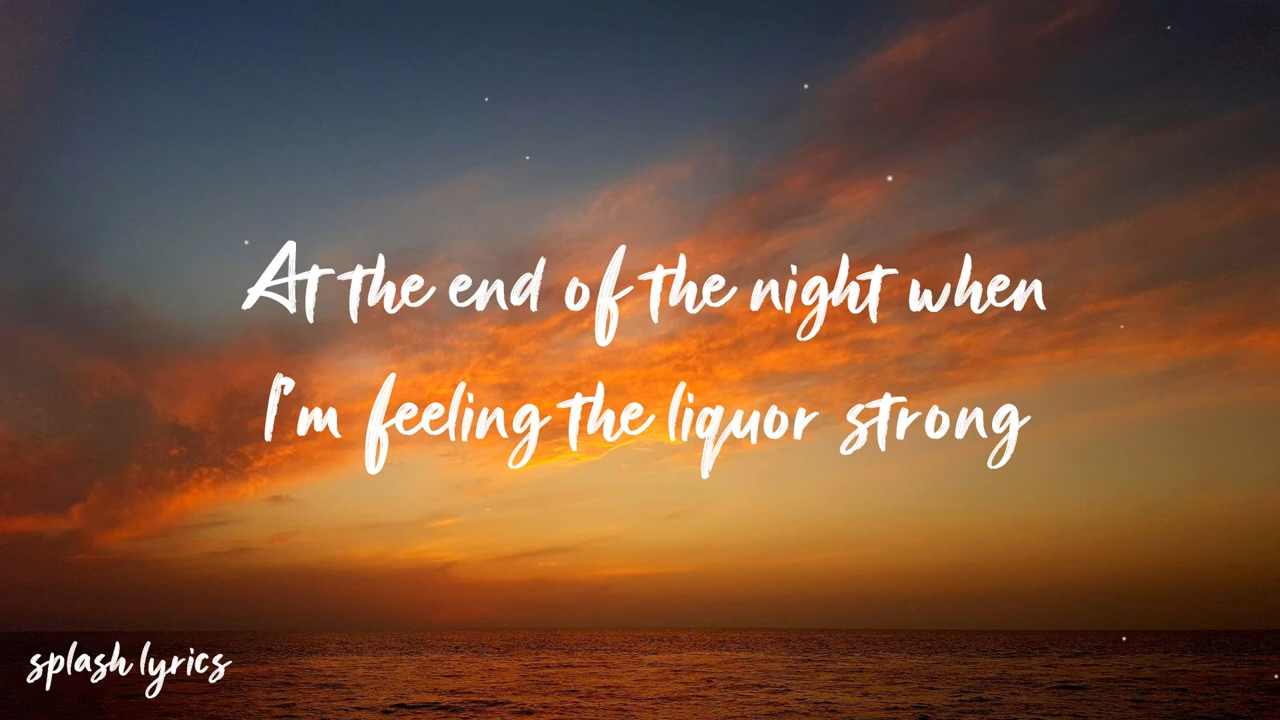 At the end of the night when
I'm feeling the liquor strong
splash lyrics